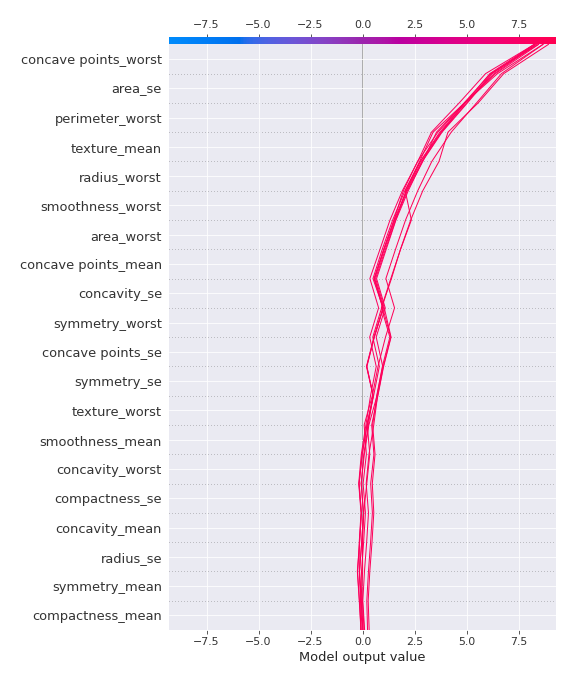 −7.5 −5.0 −2.5 0.0 2.5 5.0 7.5
concave points_worst
area_se
perimeter_worst
texture_mean
radius_worst
smoothness_worst
area_worst
concave points_mean
concavity_se
symmetry_worst
concave points_se
symmetry_se
texture_worst
smoothness_mean
concavity_worst
compactness_se
concavity_mean
radius_se
symmetry_mean
compactness_mean
−7.5 −5.0 −2.5 0.0 2.5 5.0 7.5
Model output value